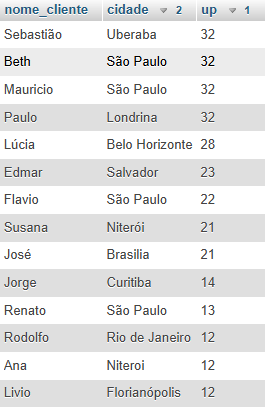 nome_cliente cidade 2 up 1
Sebastião Uberaba 32
Beth São Paulo 32
Mauricio São Paulo 32
Paulo Londrina 32
Lúcia Belo Horizonte 28
Edmar Salvador 23
Flavio São Paulo 22
Susana Niterói 21
José Brasilia 21
Jorge Curitiba 14
Renato São Paulo 13
Rodolfo Rio de Janeiro 12
Ana Niteroi 12
Livio Florianópolis 12